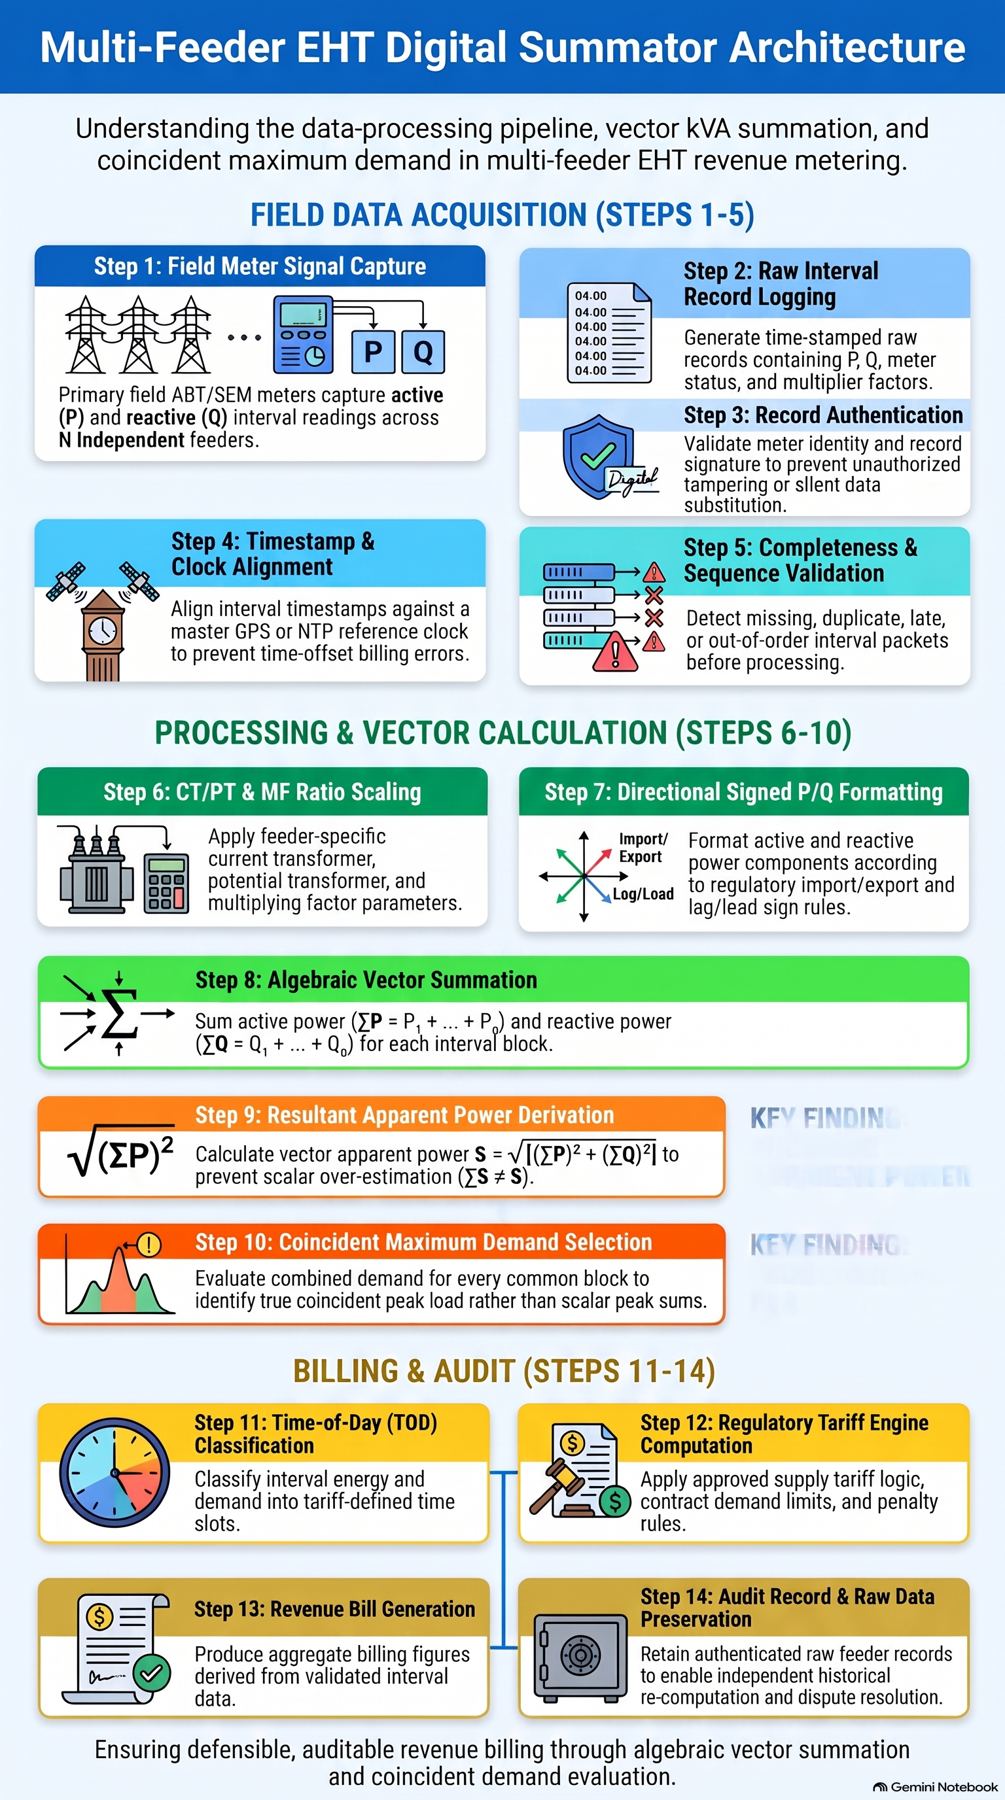 Multi-Feeder EHT Digital Summator Architecture
Understanding the data-processing pipeline, vector kVA summation, and
coincident maximum demand in multi-feeder EHT revenue metering.
FIELD DATA ACQUISITION (STEPS 1-5)
Step 1: Field Meter Signal Capture
P Q
Primary field ABT/SEM meters capture active
(P) and reactive (Q) interval readings across
N Independent feeders.
Step 2: Raw Interval
Record Logging
04.00
04.00
04.00
04.00
04.00
04.00
Generate time-stamped raw
records containing P, Q, meter
status, and multiplier factors.
Step 3: Record Authentication
Digital
Validate meter identity and record
signature to prevent unauthorized
tampering or sllent data
substitution.
Step 4: Timestamp &
Clock Alignment
Align interval timestamps against a
master GPS or NTP reference clock
to prevent time-offset billing errors.
Step 5: Completeness &
Sequence Validation
Detect missing, duplicate, late,
or out-of-order interval packets
before processing.
PROCESSING & VECTOR CALCULATION (STEPS 6-10)
Step 6: CT/PT & MF Ratio Scaling
Apply feeder-specific
current transformer,
potential transformer, and
multiplying factor parameters.
Step 7: Directional Signed P/Q Formatting
Import/
Export
Log/Load
Format active and reactive
power components according
to regulatory import/export and
lag/lead sign rules.
Step 8: Algebraic Vector Summation
Σ
Sum active power (∑P = P₁ + ... + P₀) and reactive power
(∑Q = Q₁ + ... + Q₀) for each interval block.
Step 9: Resultant Apparent Power Derivation
√(ΣP)²
Calculate vector apparent power S = √[(∑P)² + (∑Q)²] to
prevent scalar over-estimation (∑S ≠ S).
KEY FINDING
POWER
Step 10: Coincident Maximum Demand Selection
!
Evaluate combined demand for every common block to
identify true coincident peak load rather than scalar peak sums.
KEY FINDING:
BILLING & AUDIT (STEPS 11-14)
Step 11: Time-of-Day (TOD)
Classification
Classify interval energy and
demand into tariff-defined time
slots.
Step 12: Regulatory Tariff Engine
Computation
$
$
Apply approved supply tariff logic,
contract demand limits, and penalty
rules.
Step 13: Revenue Bill Generation
$
Produce aggregate billing figures
derived from validated interval
data.
Step 14: Audit Record & Raw Data
Preservation
Retain authenticated raw feeder records
to enable independent historical
re-computation and dispute resolution.
Ensuring defensible, auditable revenue billing through algebraic vector summation
and coincident demand evaluation.
Gemini Notebook